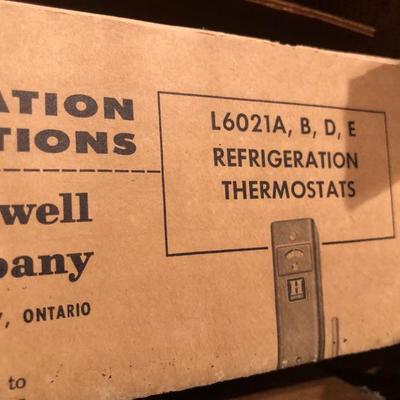 ATION
TIONS
L6021A, B, D, E
REFRIGERATION
THERMOSTATS
well
pany
, ONTARIO
H
to